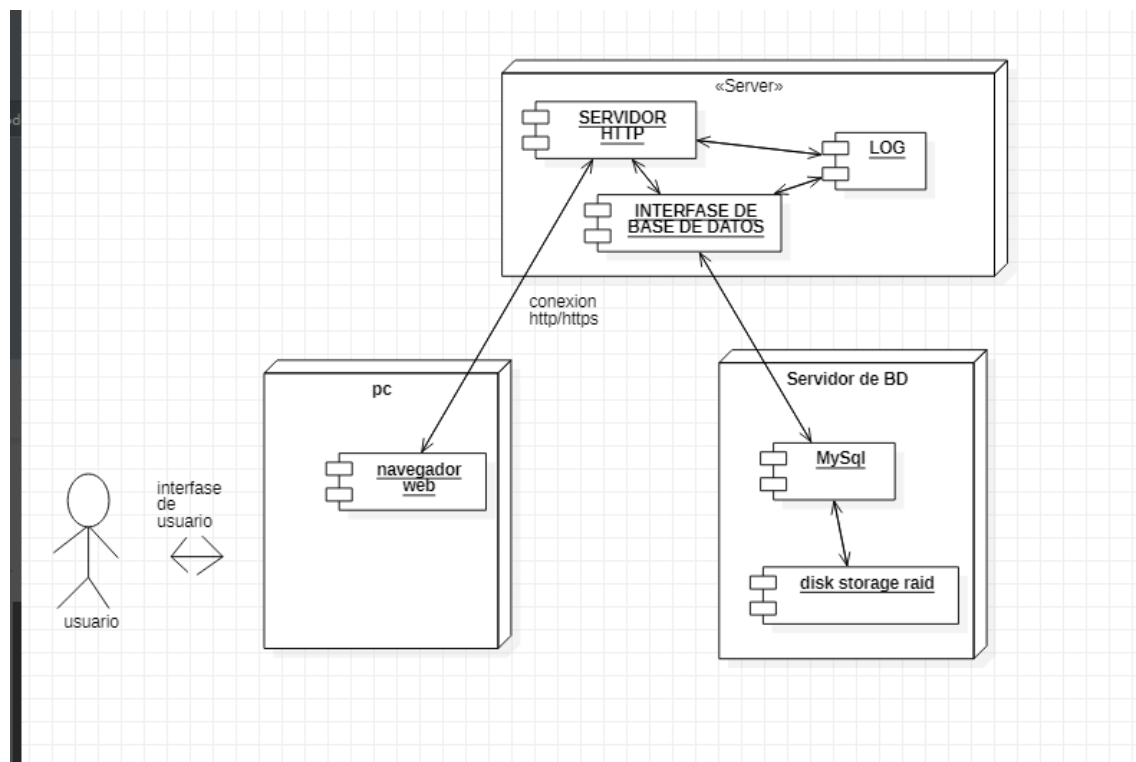 «Server»
SERVIDOR
HTTP
LOG
INTERFASE DE
BASE DE DATOS
conexion
http/https
pc
navegador
web
Servidor de BD
MySql
disk storage raid
interfase
de
usuario
usuario